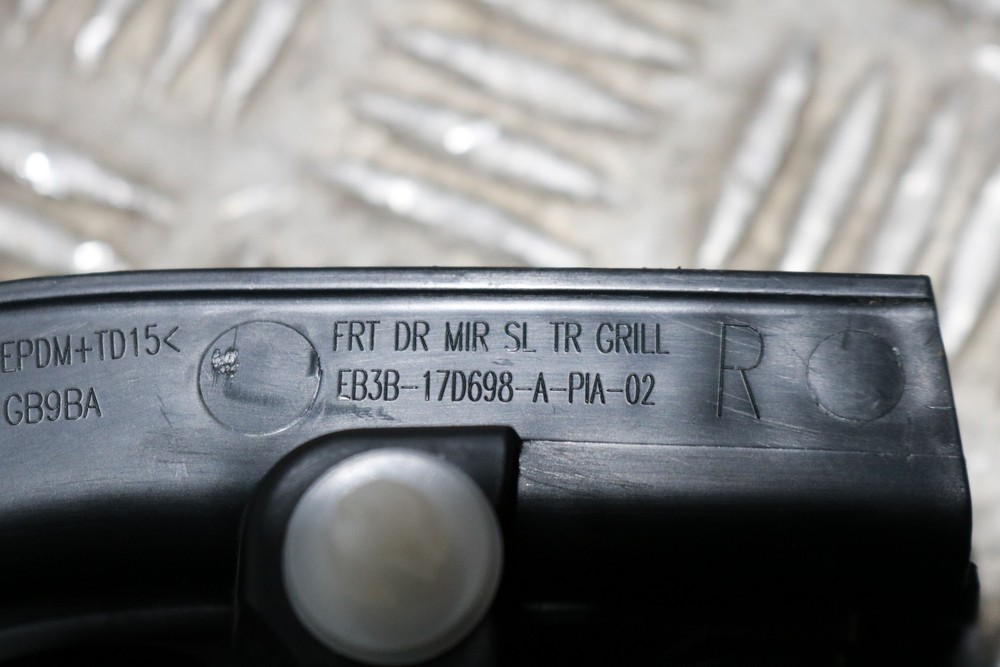 EPDM+TD15<
GB9BA
FRT DR MIR SL TR GRILL
EB3B-17D698-A-PIA-02
R